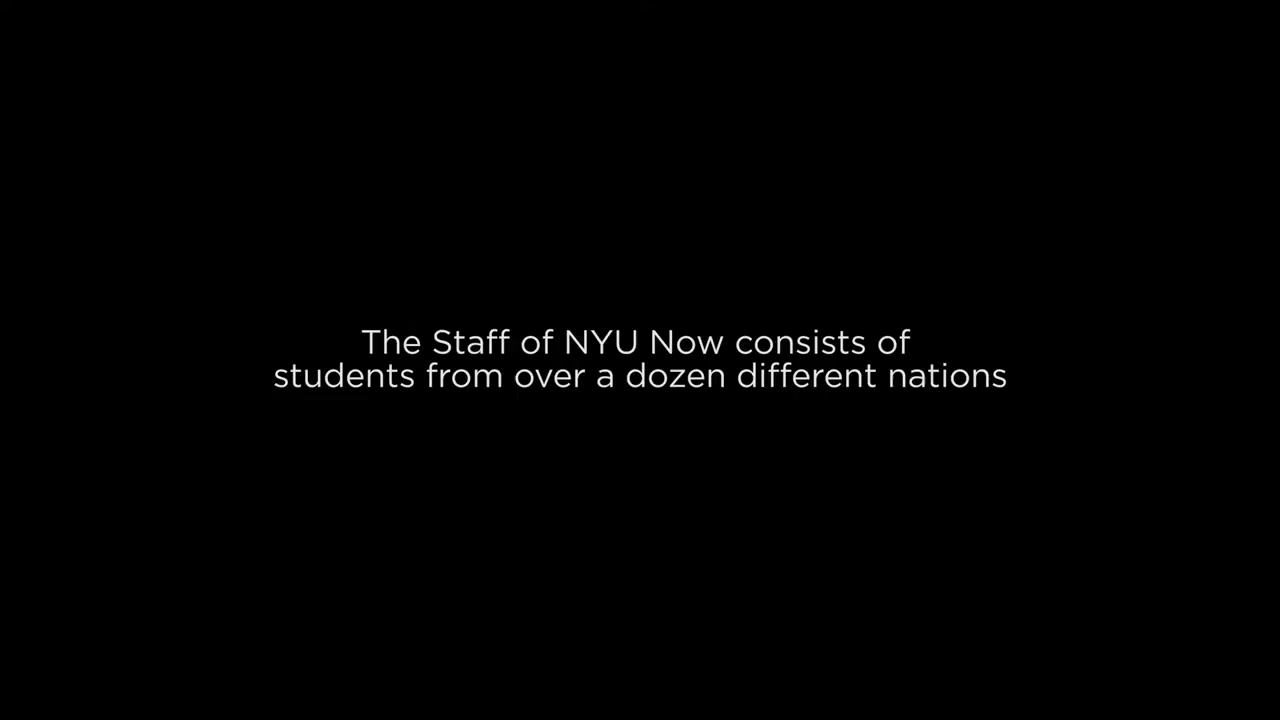 The Staff of NYU Now consists of
students from over a dozen different nations